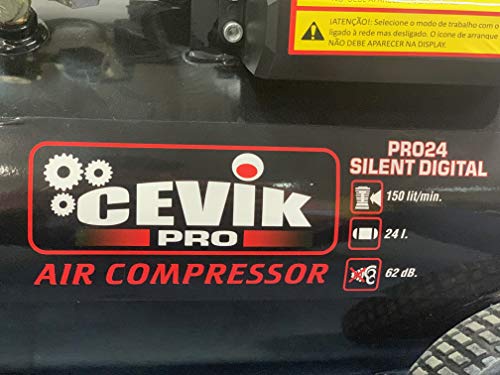 ¡ATENÇÃO!: Selecione o modo de trabalho com o
ligado à rede mas desligado. O ícone de arranque
NÃO DEBE APARECER NA DISPLAY.
PRO24
SILENT DIGITAL
CEVIK
PRO
AIR COMPRESSOR
150 lit/min.
24 l.
62 dB.